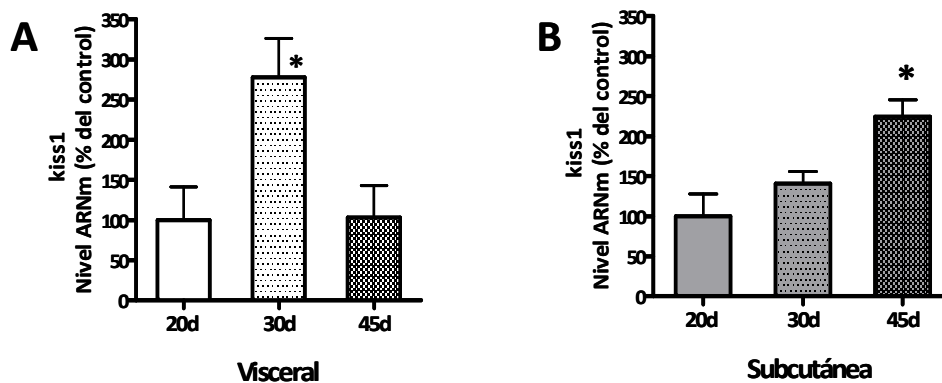 A
kiss1
Nivel ARNm (% del control)
350
300
250
200
150
100
50
0
*
20d 30d 45d
Visceral
B
kiss1
Nivel ARNm (% del control)
350
300
250
200
150
100
50
0
*
20d 30d 45d
Subcutánea